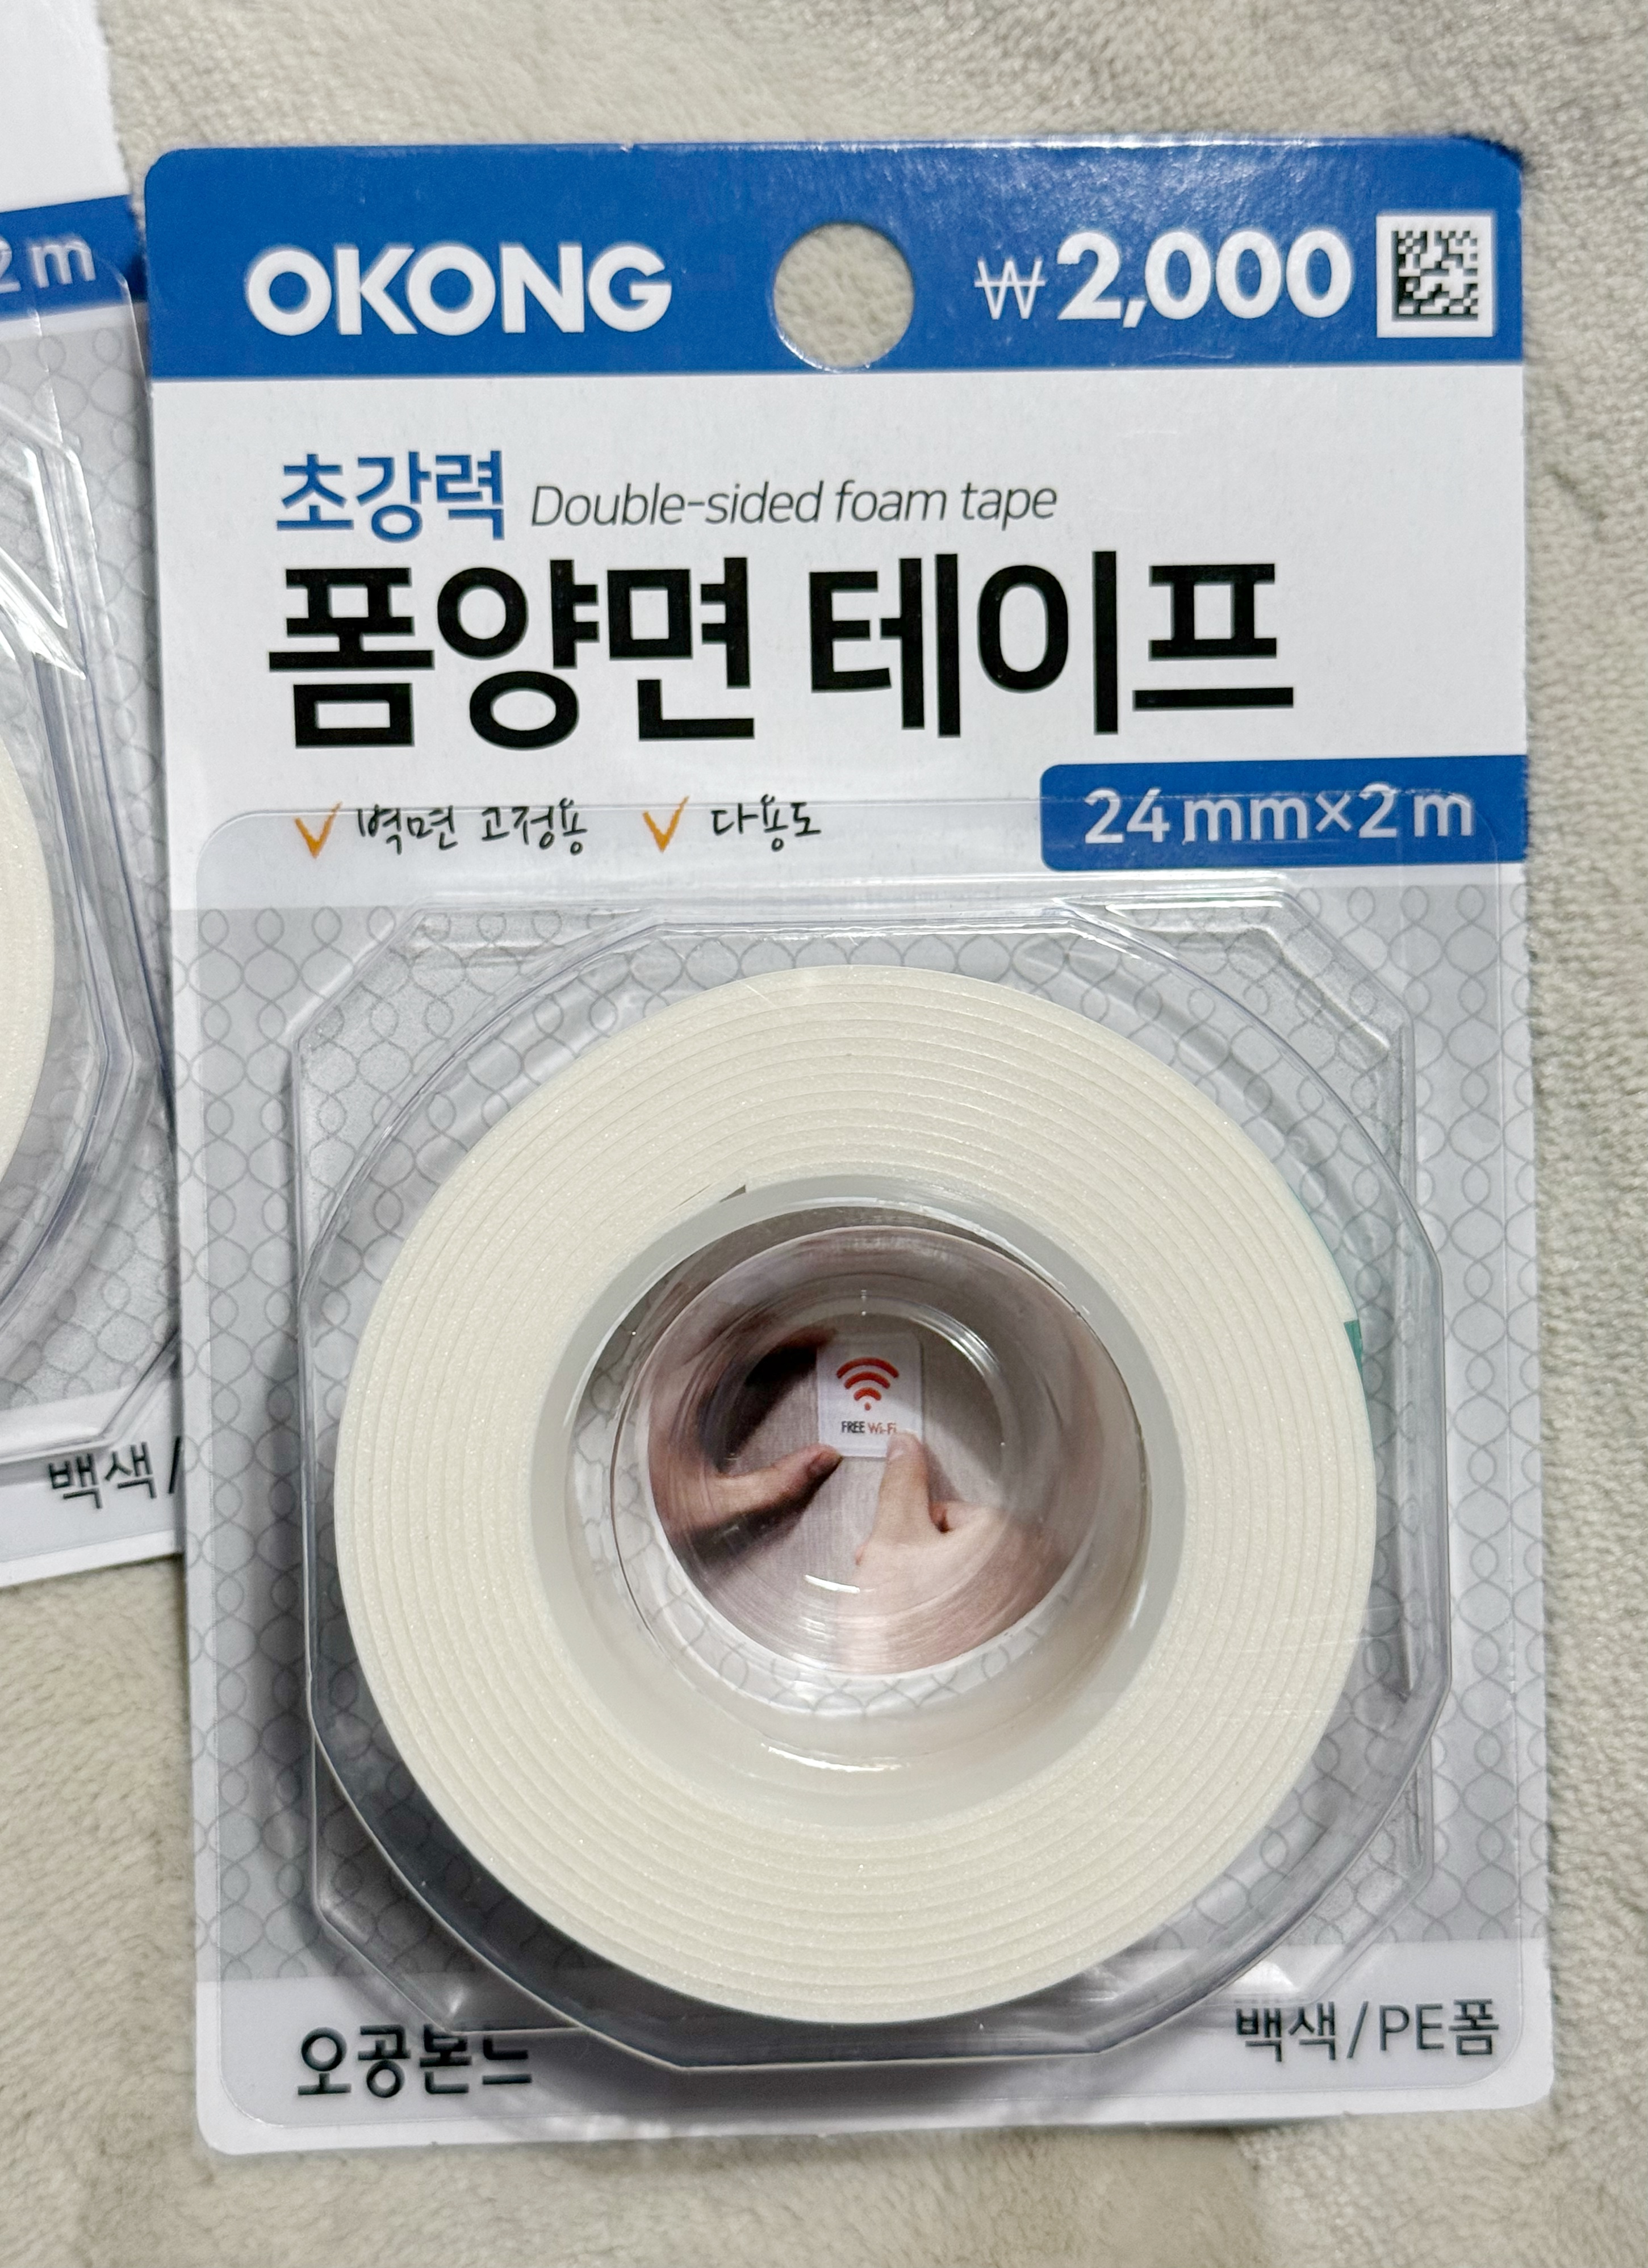 2m
OKONG ₩2,000
초강력 Double-sided foam tape
폼양면 테이프
벽면 고정용 다용도
24mm×2m
FREE Wi-Fi
백색/
오공본드 백색/PE폼